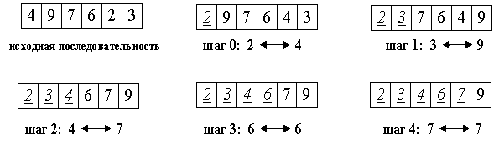 4 9 7 6 2 3
исходная последовательность
2 9 7 6 4 3
шаг 0: 2 ↔ 4
2 3 7 6 4 9
шаг 1: 3 ↔ 9
2 3 4 6 7 9
шаг 2: 4 ↔ 7
2 3 4 6 7 9
шаг 3: 6 ↔ 6
2 3 4 6 7 9
шаг 4: 7 ↔ 7